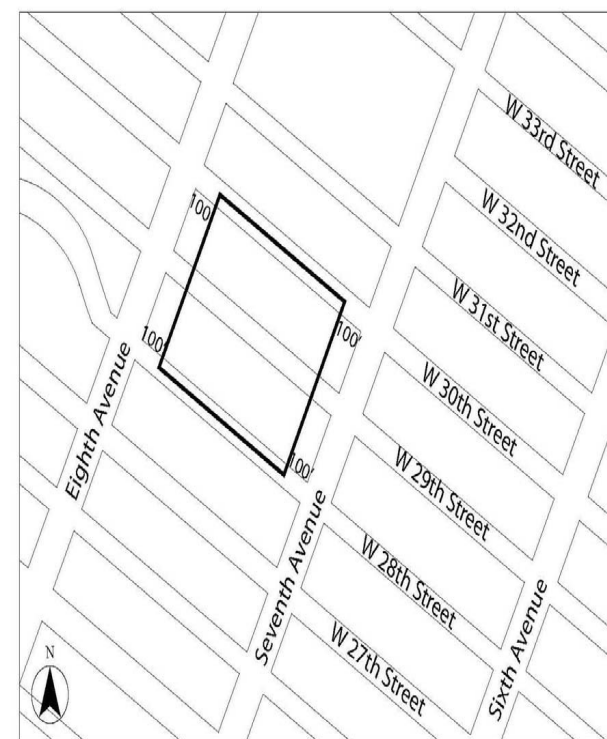 W 33rd Street
100'
W 32nd Street
W 31st Street
100'
100'
Eighth Avenue
W 30th Street
W 29th Street
100'
Seventh Avenue
W 28th Street
Sixth Avenue
W 27th Street
N